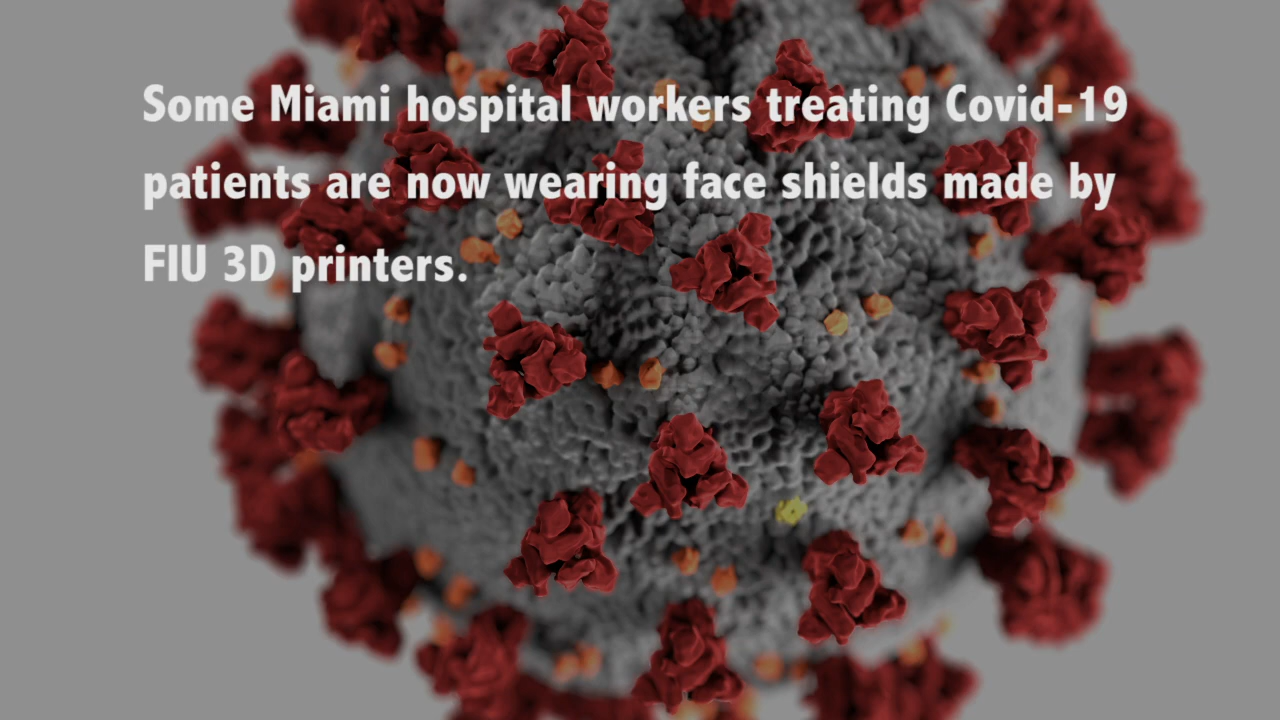 Some Miami hospital workers treating Covid-19
patients are now wearing face shields made by
FIU 3D printers.